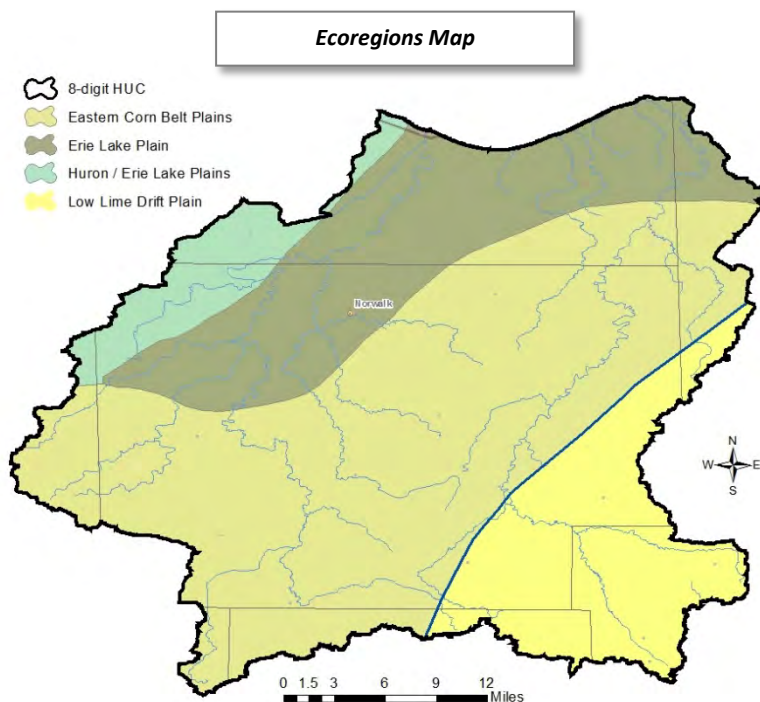 Ecoregions Map
8-digit HUC
Eastern Corn Belt Plains
Erie Lake Plain
Huron / Erie Lake Plains
Low Lime Drift Plain
Norwalk
N
W E
S
0 1.5 3 6 9 12
Miles